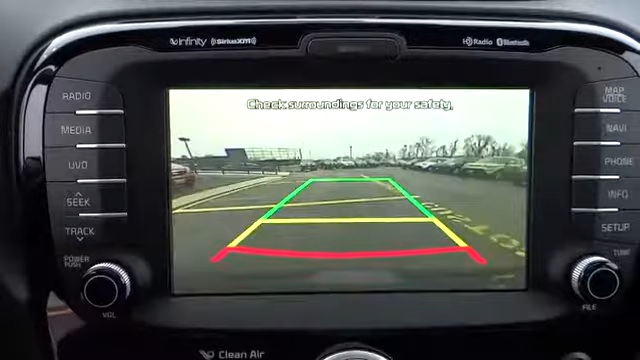 Infinity (((SiriusXM)))
HD Radio Bluetooth
RADIO
MEDIA
UVO
SEEK
TRACK
POWER
PUSH
VOL
Check surroundings for your safety.
MAP
VOICE
NAVI
PHONE
INFO
SETUP
TUNE
FILE
Clean Air